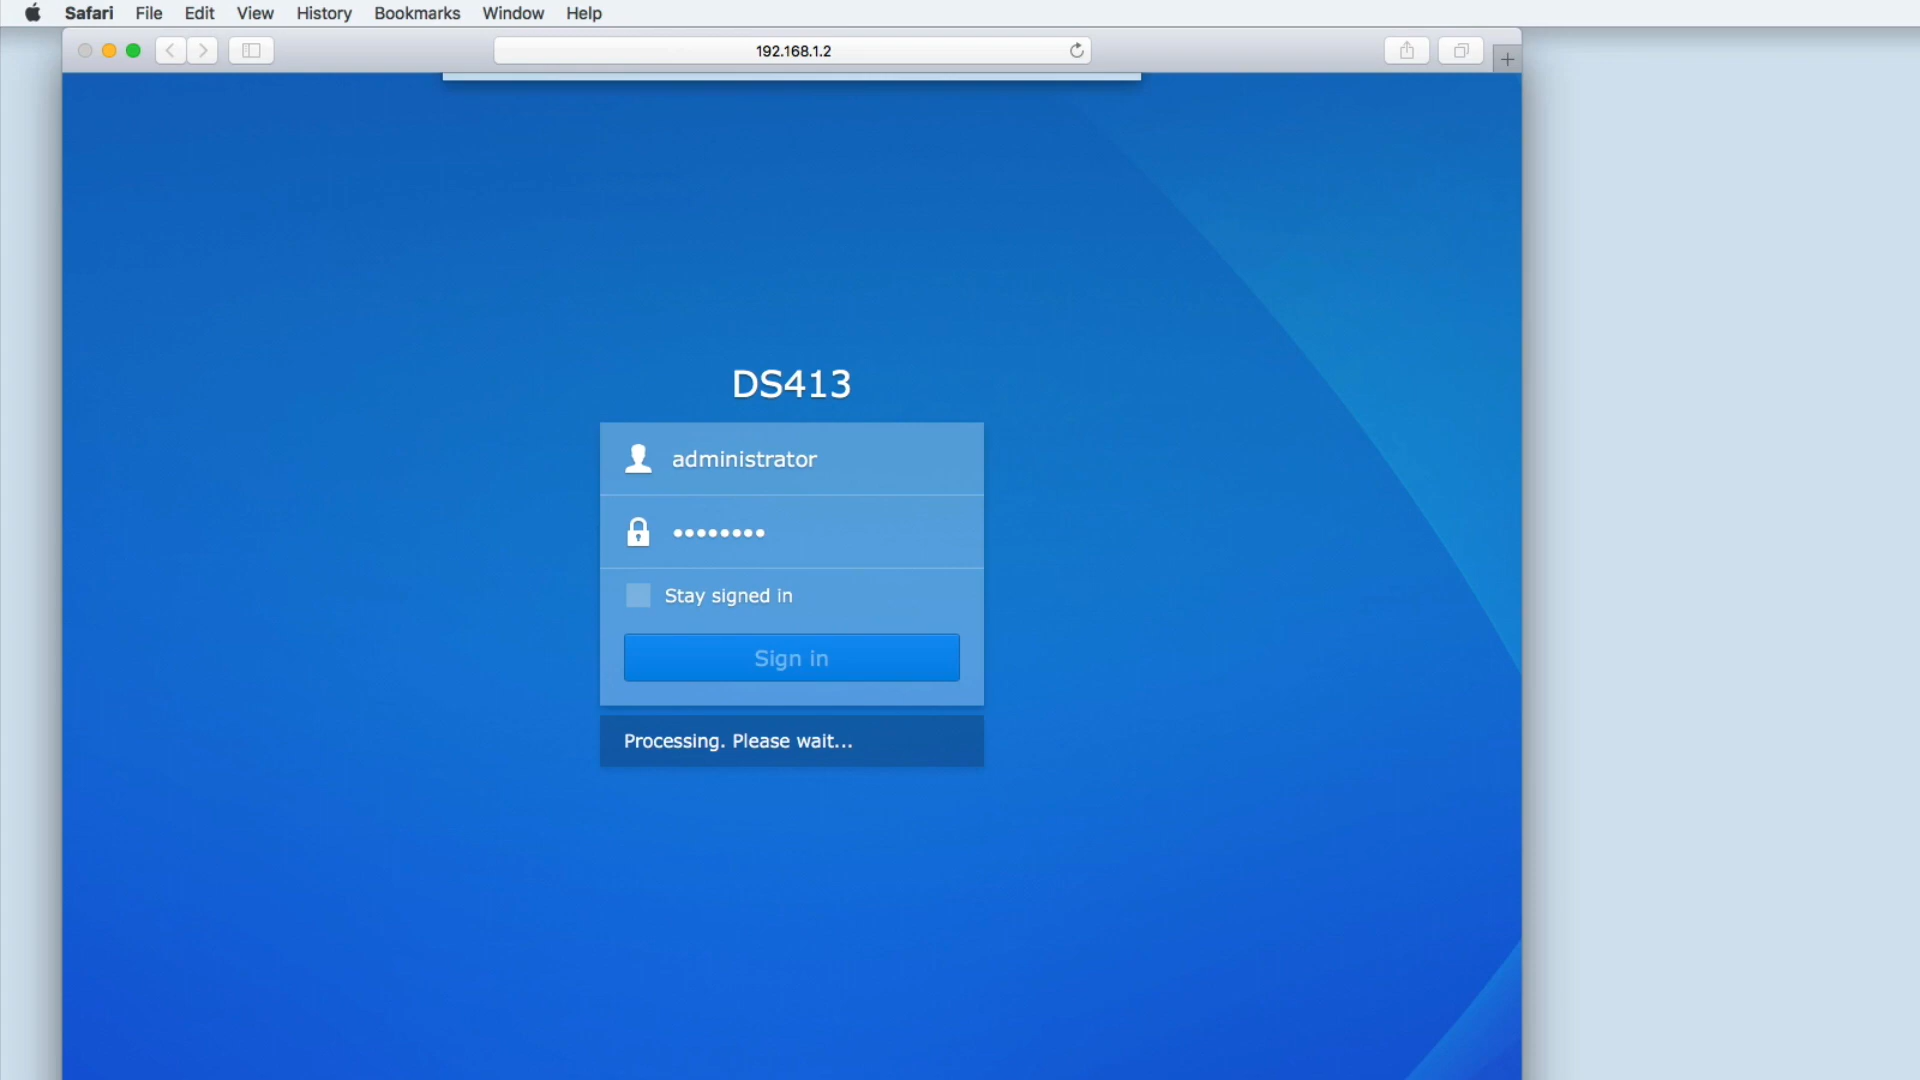 Safari File Edit View History Bookmarks Window Help
192.168.1.2
DS413
administrator
••••••••
Stay signed in
Sign in
Processing. Please wait...